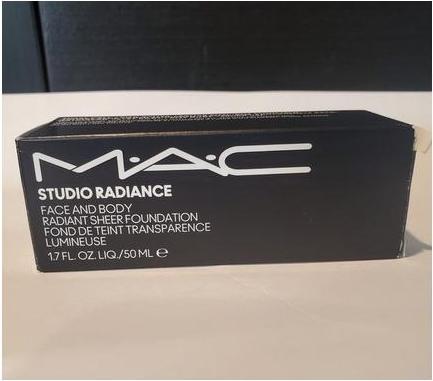 M·A·C
STUDIO RADIANCE
FACE AND BODY
RADIANT SHEER FOUNDATION
FOND DE TEINT TRANSPARENCE
LUMINEUSE
1.7 FL. OZ. LIQ./50 ML ℮